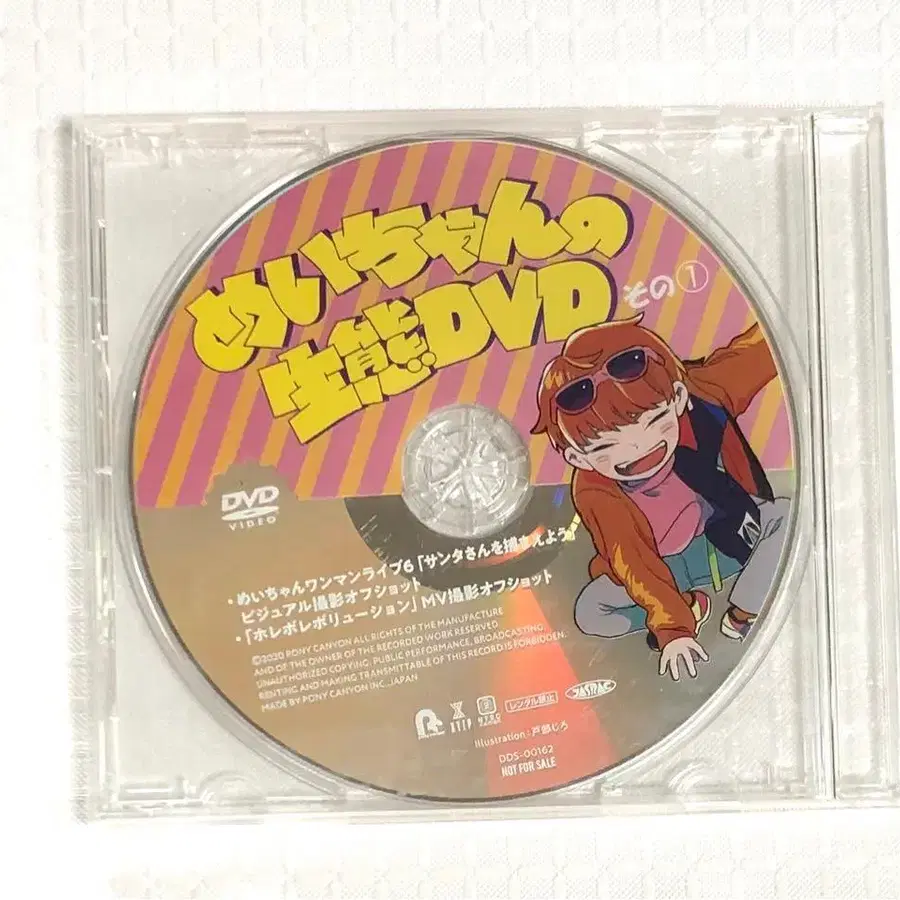 めいちゃんの
生態DVD その①
DVD
VIDEO
・めいちゃんワンマンライブ6「サンタさんを捕まえよう」
ビジュアル撮影オフショット
・「ホレボレボリューション」MV撮影オフショット
©2020 PONY CANYON ALL RIGHTS OF THE MANUFACTURE
AND OF THE OWNER OF THE RECORDED WORK RESERVED
UNAUTHORIZED COPYING. PUBLIC PERFORMANCE, BROADCASTING,
RENTING AND MAKING TRANSMITTABLE OF THIS RECORD IS FORBIDDEN.
MADE BY PONY CANYON INC., JAPAN
レンタル禁止 JASRAC
Illustration：戸部じろ
DDS-00162
NOT FOR SALE